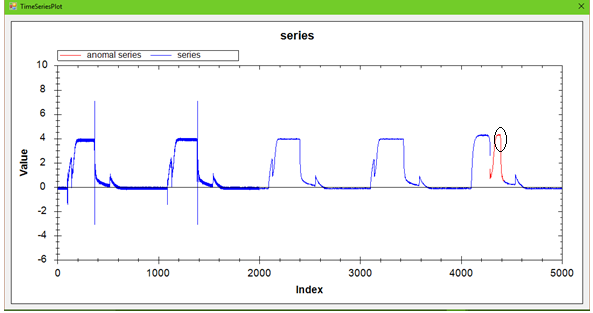 TimeSeriesPlot
series
anomal series series
10
8
6
4
2
0
-2
-4
-6
Value
0 1000 2000 3000 4000 5000
Index